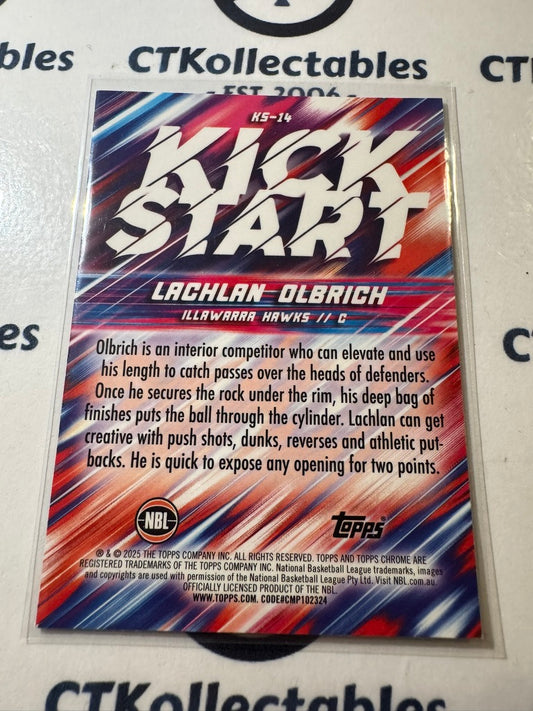 CTKollectables
- EST 2006 -
CTK
KS-14
KICK
START
LACHLAN OLBRICH
ILLAWARRA HAWKS // C
Olbrich is an interior competitor who can elevate and use
his length to catch passes over the heads of defenders.
Once he secures the rock under the rim, his deep bag of
finishes puts the ball through the cylinder. Lachlan can get
creative with push shots, dunks, reverses and athletic put-
backs. He is quick to expose any opening for two points.
NBL
topps
® & © 2025 THE TOPPS COMPANY INC. ALL RIGHTS RESERVED. TOPPS AND TOPPS CHROME ARE
REGISTERED TRADEMARKS OF THE TOPPS COMPANY INC. National Basketball League trademarks, images
and copyrights are used with permission of the National Basketball League Pty Ltd. Visit NBL.com.au.
OFFICIALLY LICENSED PRODUCT OF THE NBL.
WWW.TOPPS.COM. CODE#CMP102324
CTKollectables